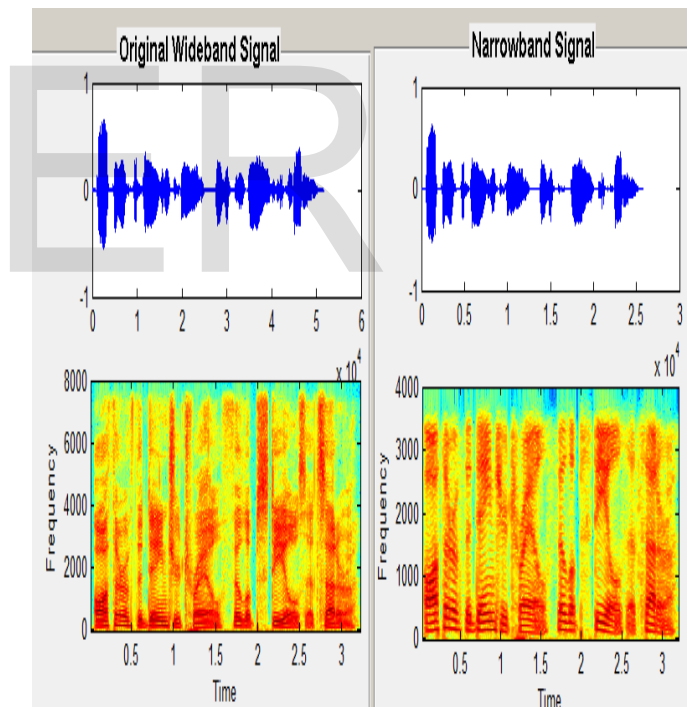 Original Wideband Signal
1
0
-1
0 1 2 3 4 5 6
x 10^4
8000
6000
4000
2000
0
Frequency
0.5 1 1.5 2 2.5 3
Time
Narrowband Signal
1
0
-1
0 0.5 1 1.5 2 2.5 3
x 10^4
4000
3000
2000
1000
0
Frequency
0.5 1 1.5 2 2.5 3
Time
ER